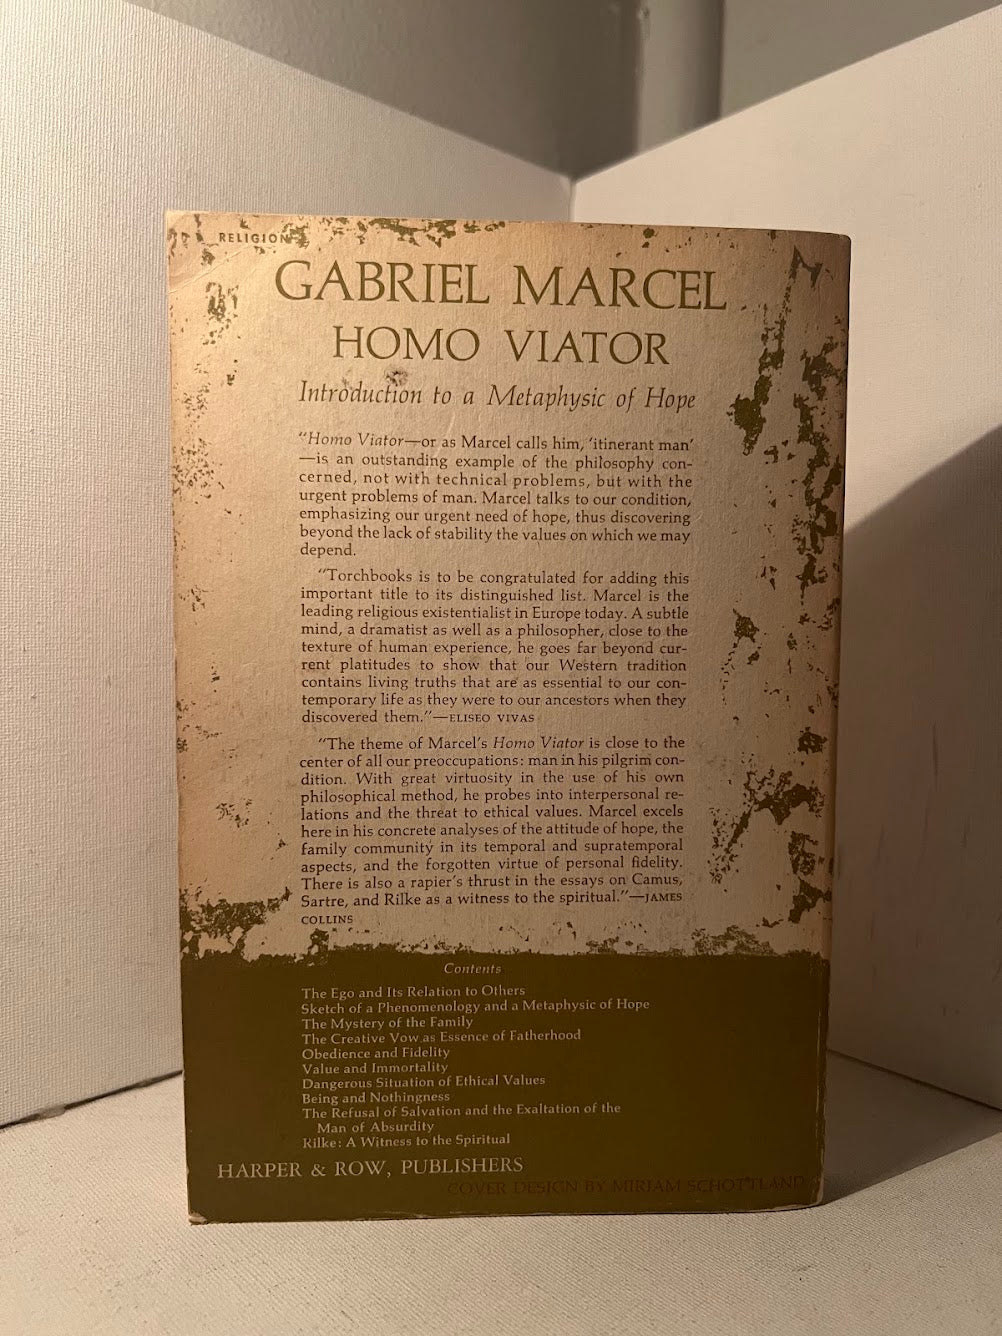 RELIGION
GABRIEL MARCEL
HOMO VIATOR
Introduction to a Metaphysic of Hope
"Homo Viator—or as Marcel calls him, 'itinerant man'
—is an outstanding example of the philosophy con-
cerned, not with technical problems, but with the
urgent problems of man. Marcel talks to our condition,
emphasizing our urgent need of hope, thus discovering
beyond the lack of stability the values on which we may
depend.
"Torchbooks is to be congratulated for adding this
important title to its distinguished list. Marcel is the
leading religious existentialist in Europe today. A subtle
mind, a dramatist as well as a philosopher, close to the
texture of human experience, he goes far beyond cur-
rent platitudes to show that our Western tradition
contains living truths that are as essential to our con-
temporary life as they were to our ancestors when they
discovered them."—ELISEO VIVAS
"The theme of Marcel's Homo Viator is close to the
center of all our preoccupations: man in his pilgrim con-
dition. With great virtuosity in the use of his own
philosophical method, he probes into interpersonal re-
lations and the threat to ethical values. Marcel excels
here in his concrete analyses of the attitude of hope, the
family community in its temporal and supratemporal
aspects, and the forgotten virtue of personal fidelity.
There is also a rapier's thrust in the essays on Camus,
Sartre, and Rilke as a witness to the spiritual."—JAMES
COLLINS
Contents
The Ego and Its Relation to Others
Sketch of a Phenomenology and a Metaphysic of Hope
The Mystery of the Family
The Creative Vow as Essence of Fatherhood
Obedience and Fidelity
Value and Immortality
Dangerous Situation of Ethical Values
Being and Nothingness
The Refusal of Salvation and the Exaltation of the
Man of Absurdity
Rilke: A Witness to the Spiritual
HARPER & ROW, PUBLISHERS
COVER DESIGN BY MIRIAM SCHOTTLAND